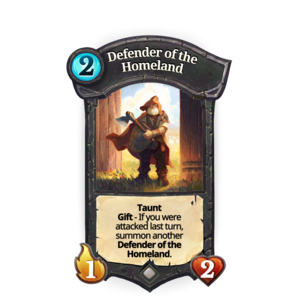 2
Defender of the
Homeland
Taunt
Gift - If you were
attacked last turn,
summon another
Defender of the
Homeland.
1
2